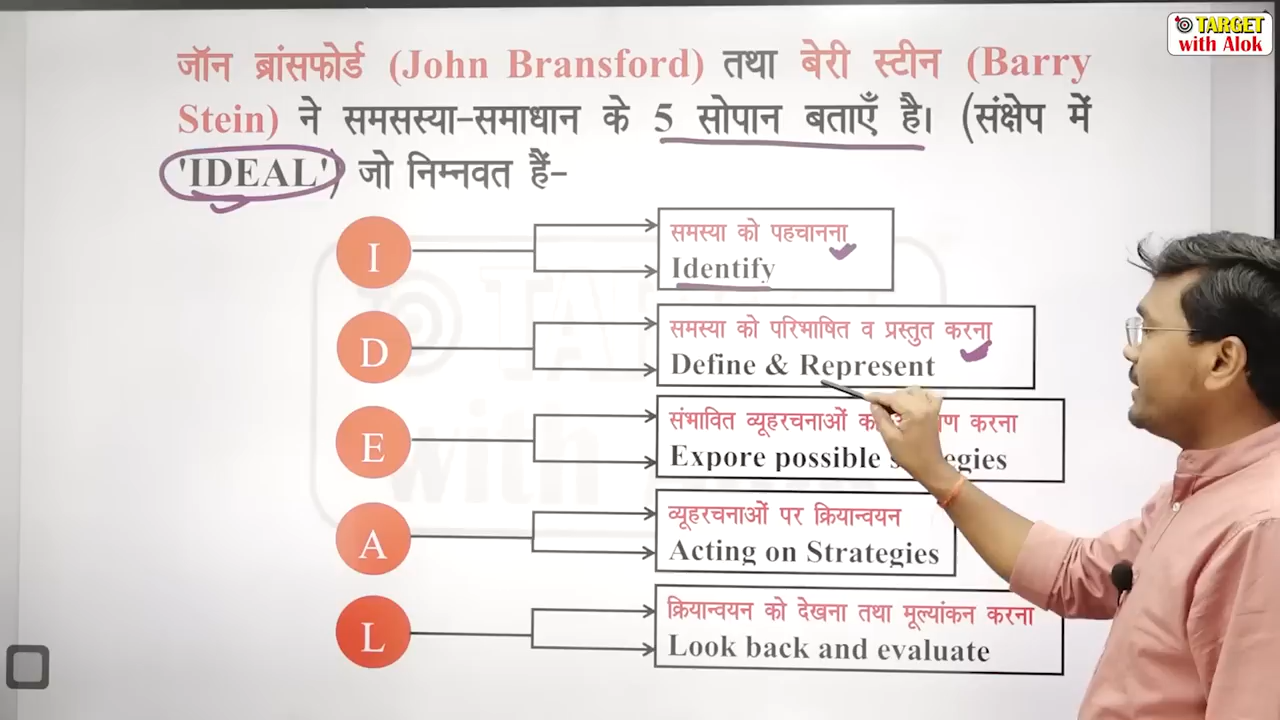 TARGET
with Alok
जॉन ब्रांसफोर्ड (John Bransford) तथा बेरी स्टीन (Barry
Stein) ने समसस्या-समाधान के 5 सोपान बताएँ है। (संक्षेप में
'IDEAL') जो निम्नवत हैं-
I
समस्या को पहचानना
Identify
D
समस्या को परिभाषित व प्रस्तुत करना
Define & Represent
E
संभावित व्यूहरचनाओं करना
Expore possible
A
व्यूहरचनाओं पर क्रियान्वयन
Acting on Strategies
L
क्रियान्वयन को देखना तथा मूल्यांकन करना
Look back and evaluate